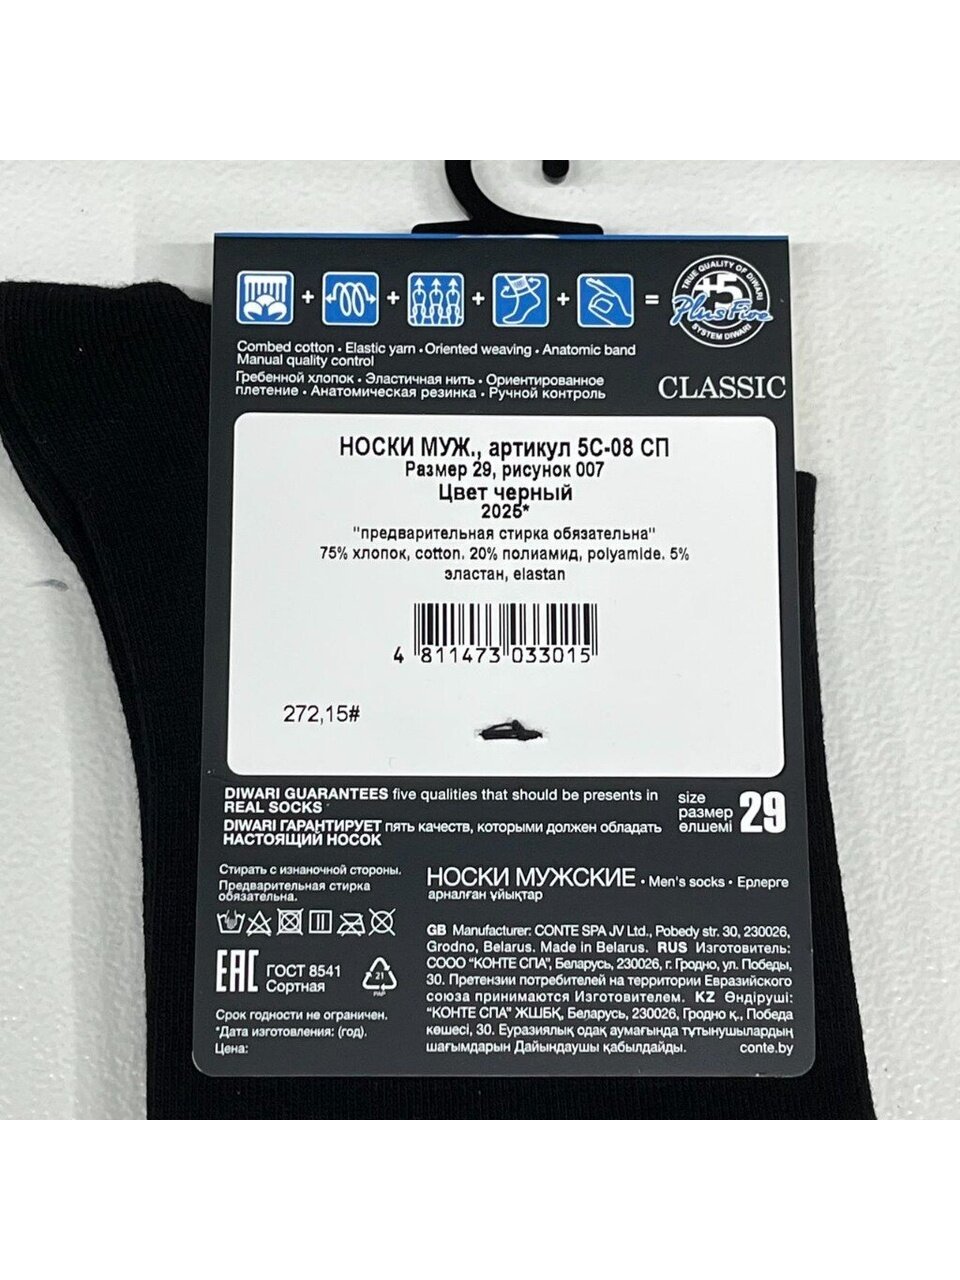 TRUE QUALITY OF DIWARI
+5
Plus Five
SYSTEM DIWARI
+ + + + =
Combed cotton • Elastic yarn • Oriented weaving • Anatomic band
Manual quality control
Гребенной хлопок • Эластичная нить • Ориентированное
плетение • Анатомическая резинка • Ручной контроль
CLASSIC
НОСКИ МУЖ., артикул 5С-08 СП
Размер 29, рисунок 007
Цвет черный
2025*
"предварительная стирка обязательна"
75% хлопок, cotton. 20% полиамид, polyamide. 5%
эластан, elastan
4 811473 033015
272,15#
DIWARI GUARANTEES five qualities that should be presents in
REAL SOCKS
DIWARI ГАРАНТИРУЕТ пять качеств, которыми должен обладать
НАСТОЯЩИЙ НОСОК
size
размер
өлшемі
29
Стирать с изнаночной стороны.
Предварительная стирка
обязательна.
EAC
ГОСТ 8541
Сортная
21
PAP
Срок годности не ограничен.
*Дата изготовления: (год).
Цена:
НОСКИ МУЖСКИЕ • Men's socks • Ерлерге
арналған ұйықтар
GB Manufacturer: CONTE SPA JV Ltd., Pobedy str. 30, 230026,
Grodno, Belarus. Made in Belarus. RUS Изготовитель:
СООО "КОНТЕ СПА", Беларусь, 230026, г. Гродно, ул. Победы,
30. Претензии потребителей на территории Евразийского
союза принимаются Изготовителем. KZ Өндіруші:
"КОНТЕ СПА" ЖШБҚ, Беларусь, 230026, Гродно қ., Победа
көшесі, 30. Еуразиялық одақ аумағында тұтынушылардың
шағымдарын Дайындаушы қабылдайды. conte.by